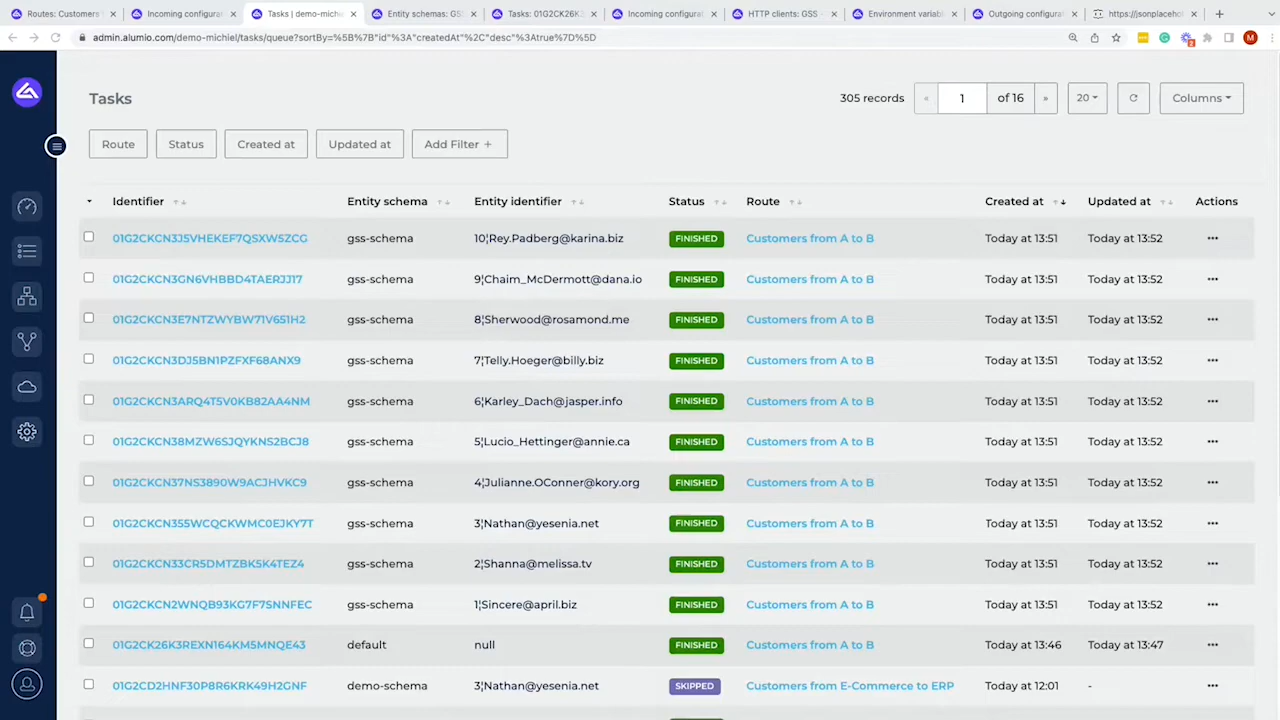 Routes: Customers f
Incoming configurat
Tasks | demo-michie
Entity schemas: GSS
Tasks: 01G2CK26K3
Incoming configurat
HTTP clients: GSS -
Environment variabl
Outgoing configurat
https://jsonplaceho
admin.alumio.com/demo-michiel/tasks/queue?sortBy=%5B%7B"id"%3A"createdAt"%2C"desc"%3Atrue%7D%5D
M
Tasks
305 records
« 1 of 16 »
20
Columns
Route Status Created at Updated at Add Filter +
Identifier Entity schema Entity identifier Status Route Created at Updated at Actions
01G2CKCN3J5VHEKEF7QSXW5ZCG gss-schema 10¦Rey.Padberg@karina.biz FINISHED Customers from A to B Today at 13:51 Today at 13:52 •••
01G2CKCN3GN6VHBBD4TAERJJ17 gss-schema 9¦Chaim_McDermott@dana.io FINISHED Customers from A to B Today at 13:51 Today at 13:52 •••
01G2CKCN3E7NTZWYBW71V651H2 gss-schema 8¦Sherwood@rosamond.me FINISHED Customers from A to B Today at 13:51 Today at 13:52 •••
01G2CKCN3DJ5BN1PZFXF68ANX9 gss-schema 7¦Telly.Hoeger@billy.biz FINISHED Customers from A to B Today at 13:51 Today at 13:52 •••
01G2CKCN3ARQ4T5V0KB82AA4NM gss-schema 6¦Karley_Dach@jasper.info FINISHED Customers from A to B Today at 13:51 Today at 13:52 •••
01G2CKCN38MZW6SJQYKNS2BCJ8 gss-schema 5¦Lucio_Hettinger@annie.ca FINISHED Customers from A to B Today at 13:51 Today at 13:52 •••
01G2CKCN37NS3890W9ACJHVKC9 gss-schema 4¦Julianne.OConner@kory.org FINISHED Customers from A to B Today at 13:51 Today at 13:52 •••
01G2CKCN355WCQCKWMC0EJKY7T gss-schema 3¦Nathan@yesenia.net FINISHED Customers from A to B Today at 13:51 Today at 13:52 •••
01G2CKCN33CR5DMTZBK5K4TEZ4 gss-schema 2¦Shanna@melissa.tv FINISHED Customers from A to B Today at 13:51 Today at 13:52 •••
01G2CKCN2WNQB93KG7F7SNNFEC gss-schema 1¦Sincere@april.biz FINISHED Customers from A to B Today at 13:51 Today at 13:52 •••
01G2CK26K3REXN164KM5MNQE43 default null FINISHED Customers from A to B Today at 13:46 Today at 13:47 •••
01G2CD2HNF30P8R6KRK49H2GNF demo-schema 3¦Nathan@yesenia.net SKIPPED Customers from E-Commerce to ERP Today at 12:01 - •••